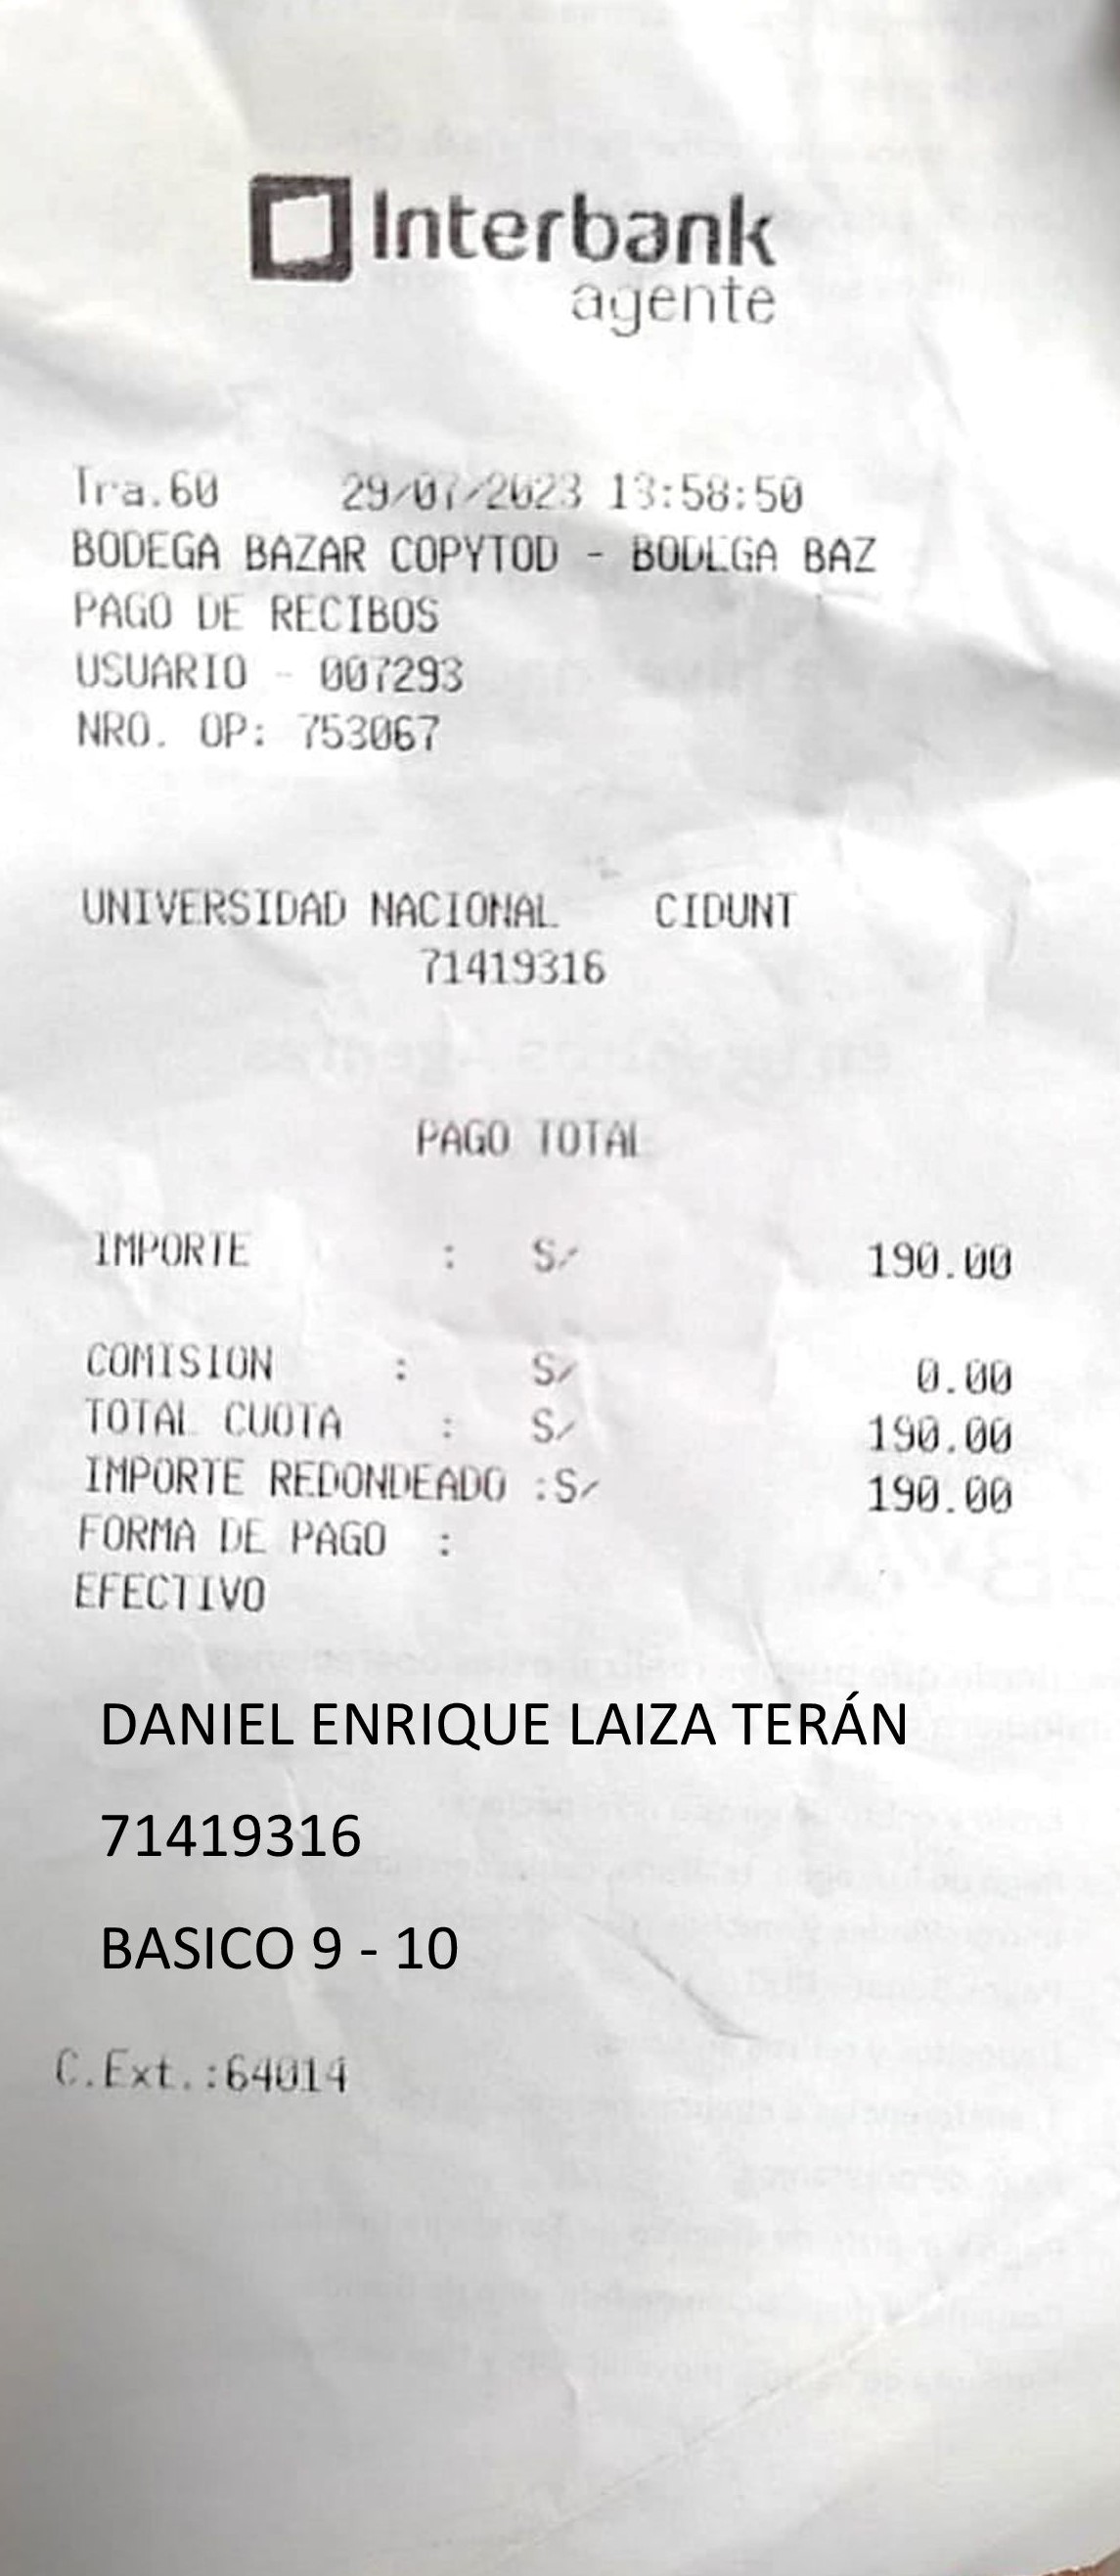 Interbank
agente
Tra.60 29/07/2023 13:58:50
BODEGA BAZAR COPYTOD - BODEGA BAZ
PAGO DE RECIBOS
USUARIO - 007293
NRO. OP: 753067
UNIVERSIDAD NACIONAL CIDUNT
71419316
PAGO TOTAL
IMPORTE : S/ 190.00
COMISION : S/ 0.00
TOTAL CUOTA : S/ 190.00
IMPORTE REDONDEADO :S/ 190.00
FORMA DE PAGO :
EFECTIVO
DANIEL ENRIQUE LAIZA TERÁN
71419316
BASICO 9 - 10
C.Ext.:64014